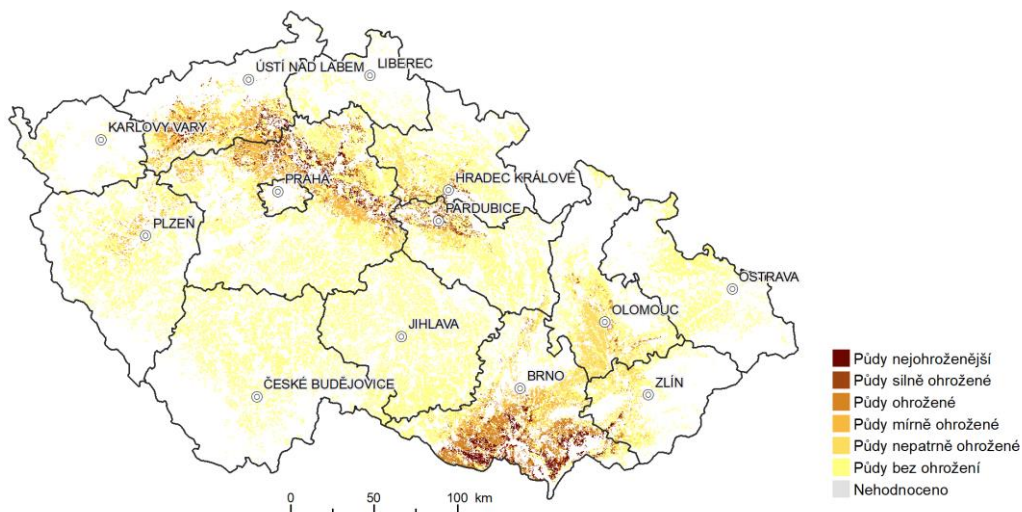 LIBEREC
ÚSTÍ NAD LABEM
KARLOVY VARY
PRAHA
HRADEC KRÁLOVÉ
PARDUBICE
PLZEŇ
OSTRAVA
OLOMOUC
JIHLAVA
BRNO
ZLÍN
ČESKÉ BUDĚJOVICE
Půdy nejohroženější
Půdy silně ohrožené
Půdy ohrožené
Půdy mírně ohrožené
Půdy nepatrně ohrožené
Půdy bez ohrožení
Nehodnoceno
0 50 100 km